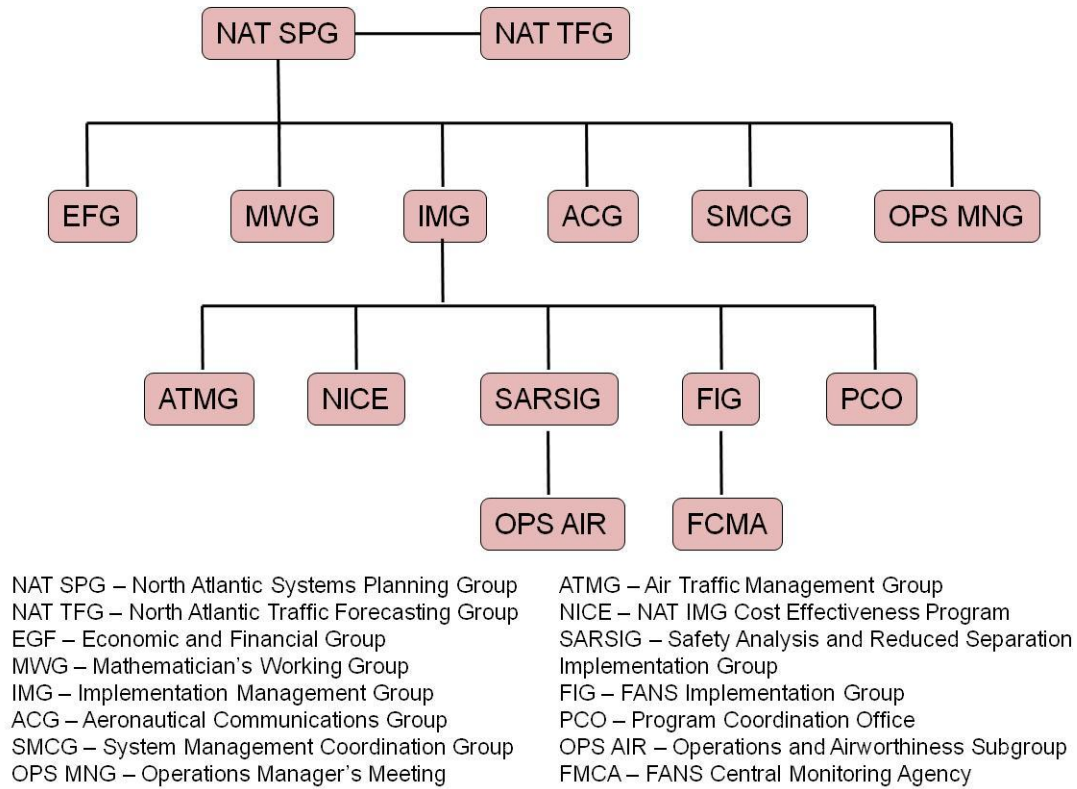 NAT SPG
NAT TFG
EFG
MWG
IMG
ACG
SMCG
OPS MNG
ATMG
NICE
SARSIG
FIG
PCO
OPS AIR
FCMA
NAT SPG – North Atlantic Systems Planning Group
NAT TFG – North Atlantic Traffic Forecasting Group
EGF – Economic and Financial Group
MWG – Mathematician's Working Group
IMG – Implementation Management Group
ACG – Aeronautical Communications Group
SMCG – System Management Coordination Group
OPS MNG – Operations Manager's Meeting
ATMG – Air Traffic Management Group
NICE – NAT IMG Cost Effectiveness Program
SARSIG – Safety Analysis and Reduced Separation
Implementation Group
FIG – FANS Implementation Group
PCO – Program Coordination Office
OPS AIR – Operations and Airworthiness Subgroup
FMCA – FANS Central Monitoring Agency